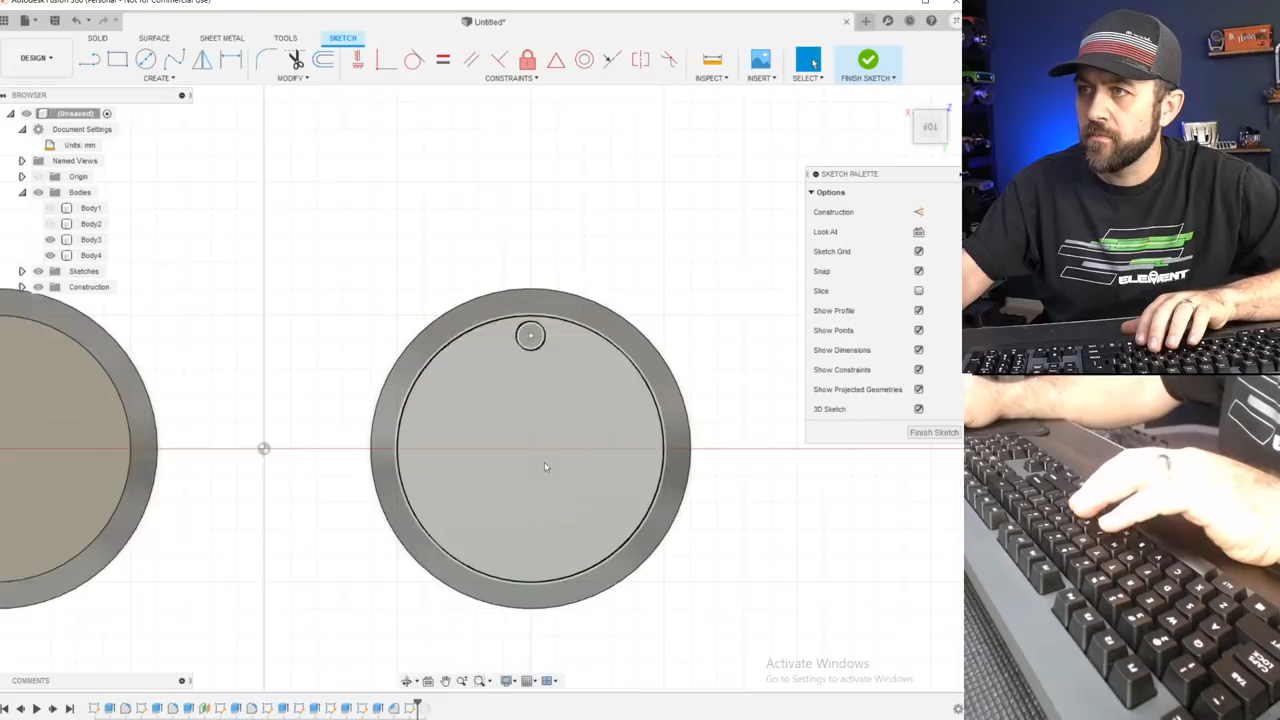 Autodesk Fusion 360 (Personal - Not for Commercial Use)
Untitled*
JT
DESIGN
SOLID SURFACE SHEET METAL TOOLS SKETCH
CREATE MODIFY CONSTRAINTS INSPECT INSERT SELECT FINISH SKETCH
BROWSER
(Unsaved)
Document Settings
Units: mm
Named Views
Origin
Bodies
Body1
Body2
Body3
Body4
Sketches
Construction
X Z
TOP
SKETCH PALETTE
Options
Construction
Look At
Sketch Grid
Snap
Slice
Show Profile
Show Points
Show Dimensions
Show Constraints
Show Projected Geometries
3D Sketch
Finish Sketch
ELEMENT
Activate Windows
Go to Settings to activate Windows.
COMMENTS